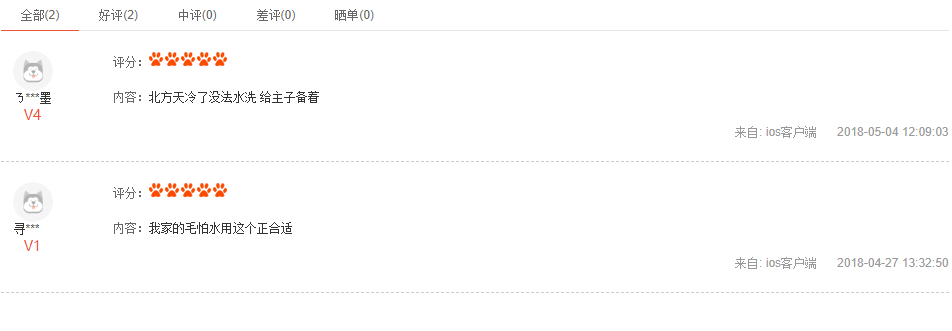 全部(2) 好评(2) 中评(0) 差评(0) 晒单(0)
评分：
ろ***墨
内容：北方天冷了没法水洗 给主子备着
V4
来自: ios客户端 2018-05-04 12:09:03
评分：
寻***
内容：我家的毛怕水用这个正合适
V1
来自: ios客户端 2018-04-27 13:32:50